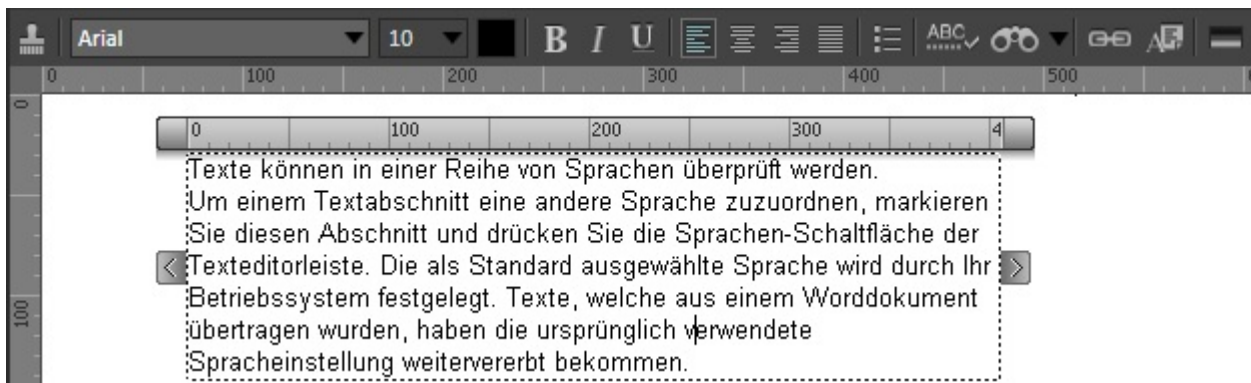 Arial 10 B I U ABC
0 100 200 300 400 500
0 100 200 300 4
Texte können in einer Reihe von Sprachen überprüft werden.
Um einem Textabschnitt eine andere Sprache zuzuordnen, markieren
Sie diesen Abschnitt und drücken Sie die Sprachen-Schaltfläche der
Texteditorleiste. Die als Standard ausgewählte Sprache wird durch Ihr
Betriebssystem festgelegt. Texte, welche aus einem Worddokument
übertragen wurden, haben die ursprünglich verwendete
Spracheinstellung weitervererbt bekommen.
0
100